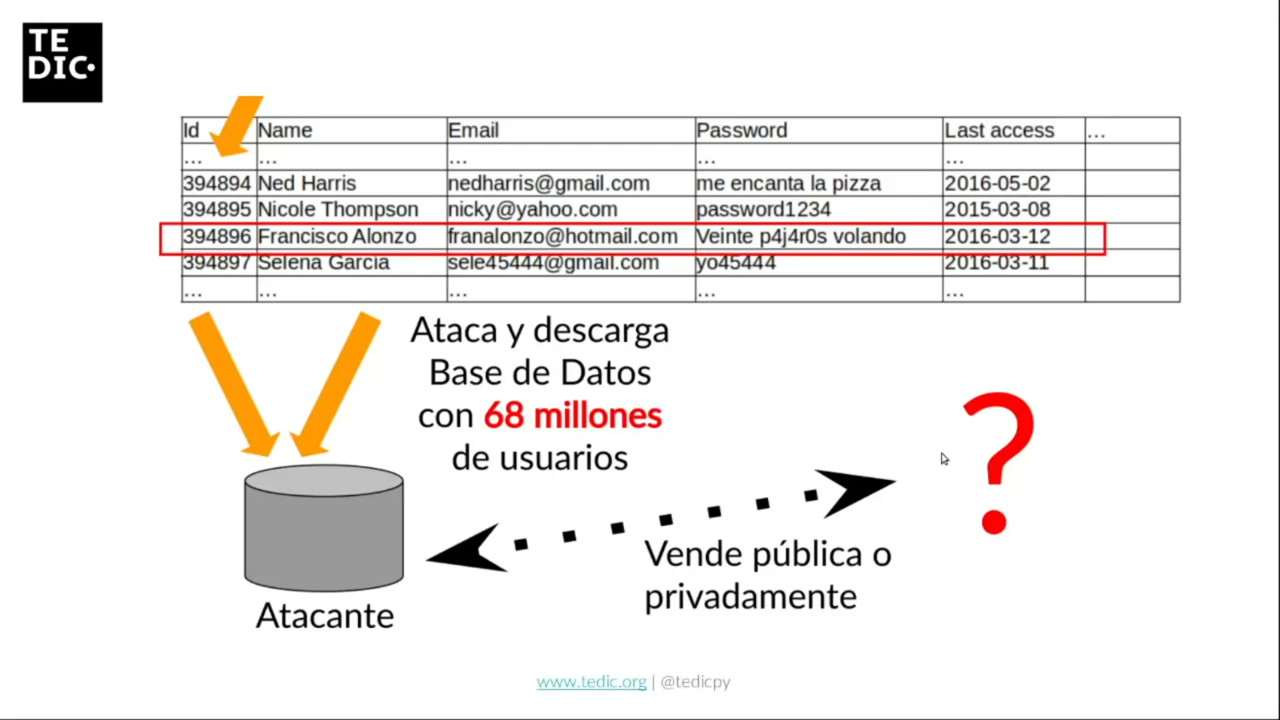 TE
DIC•
Id Name Email Password Last access ...
... ... ... ... ...
394894 Ned Harris nedharris@gmail.com me encanta la pizza 2016-05-02
394895 Nicole Thompson nicky@yahoo.com password1234 2015-03-08
394896 Francisco Alonzo franalonzo@hotmail.com Veinte p4j4r0s volando 2016-03-12
394897 Selena Garcia sele45444@gmail.com yo45444 2016-03-11
... ... ... ... ...
Ataca y descarga
Base de Datos
con 68 millones
de usuarios
?
Vende pública o
privadamente
Atacante
www.tedic.org | @tedicpy